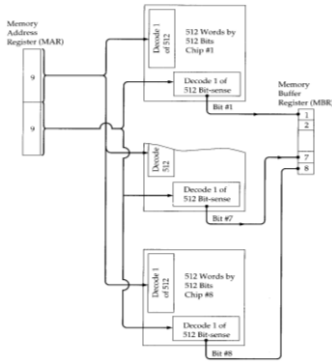 Memory
Address
Register (MAR)
9
9
Decode 1
of 512
512 Words by
512 Bits
Chip #1
Decode 1 of
512 Bit-sense
Bit #1
Memory
Buffer
Register (MBR)
1
2
7
8
Decode
512
Decode 1 of
512 Bit-sense
Bit #7
Decode 1
of 512
512 Words by
512 Bits
Chip #8
Decode 1 of
512 Bit-sense
Bit #8